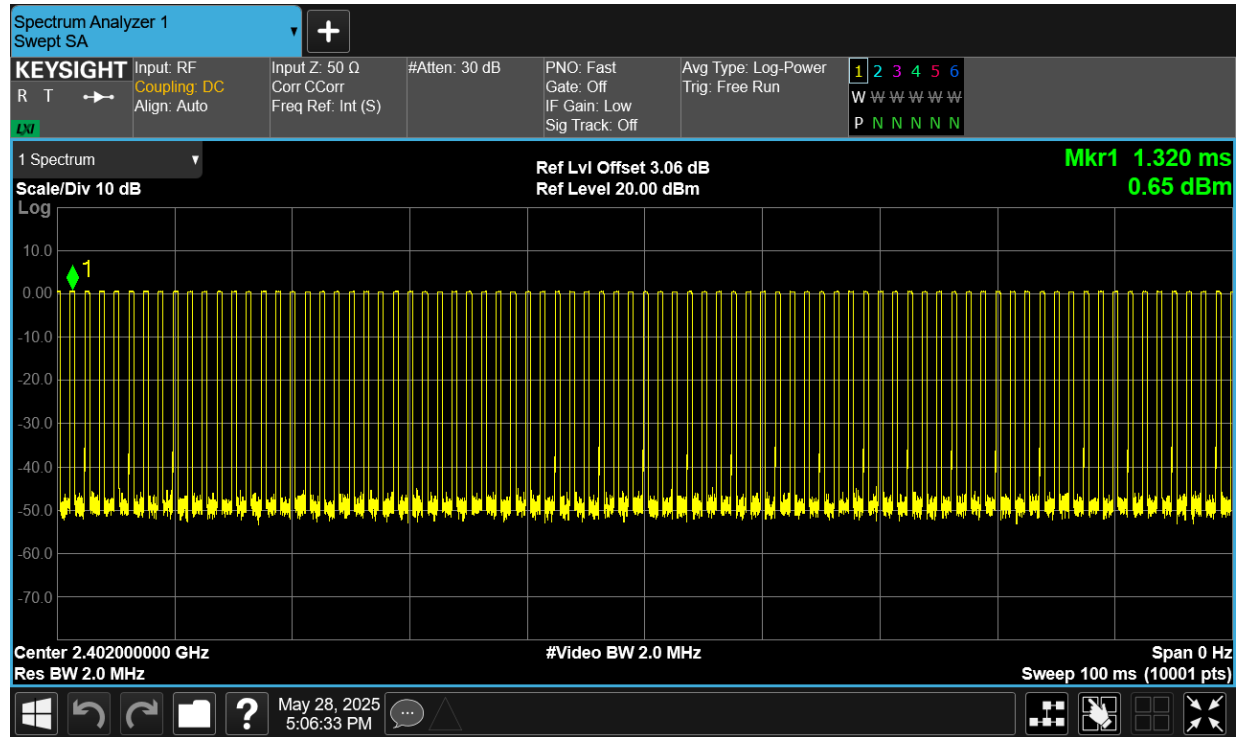 Spectrum Analyzer 1
Swept SA
KEYSIGHT
R T
LXI
Input: RF
Coupling: DC
Align: Auto
Input Z: 50 Ω
Corr CCorr
Freq Ref: Int (S)
#Atten: 30 dB
PNO: Fast
Gate: Off
IF Gain: Low
Sig Track: Off
Avg Type: Log-Power
Trig: Free Run
1 2 3 4 5 6
W W W W W W
P N N N N N
1 Spectrum
Scale/Div 10 dB
Log
Ref Lvl Offset 3.06 dB
Ref Level 20.00 dBm
Mkr1 1.320 ms
0.65 dBm
10.0
1
0.00
-10.0
-20.0
-30.0
-40.0
-50.0
-60.0
-70.0
Center 2.402000000 GHz
Res BW 2.0 MHz
#Video BW 2.0 MHz
Span 0 Hz
Sweep 100 ms (10001 pts)
?
May 28, 2025
5:06:33 PM